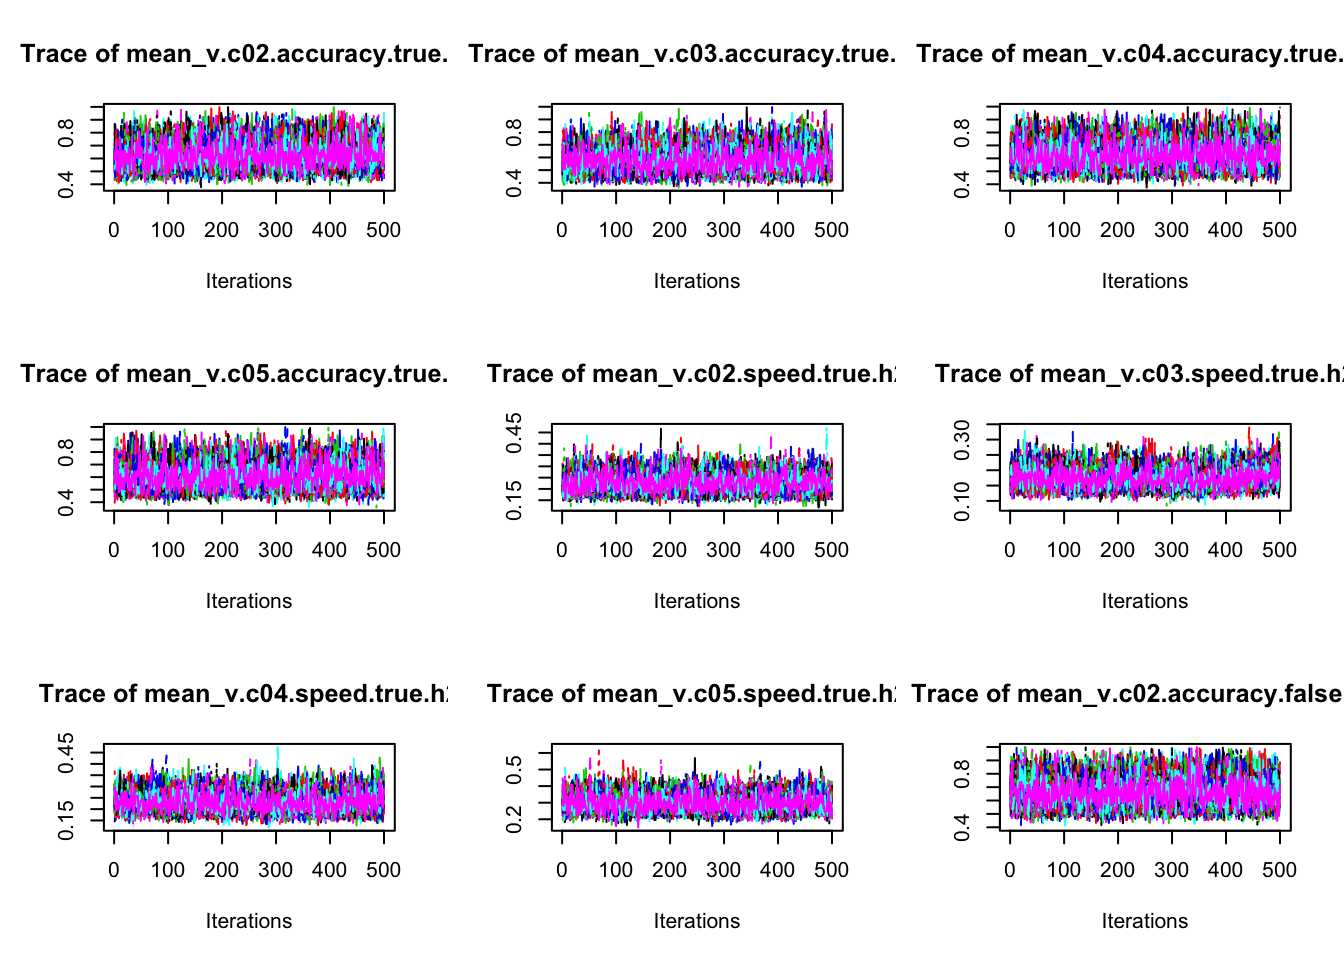 Trace of mean_v.c02.accuracy.true. Trace of mean_v.c03.accuracy.true. Trace of mean_v.c04.accuracy.true.
0.8 0.8 0.8
0.4 0.4 0.4
0 100 200 300 400 500 0 100 200 300 400 500 0 100 200 300 400 500
Iterations Iterations Iterations
Trace of mean_v.c05.accuracy.true. Trace of mean_v.c02.speed.true.h Trace of mean_v.c03.speed.true.h
0.8 0.45 0.30
0.4 0.15 0.10
0 100 200 300 400 500 0 100 200 300 400 500 0 100 200 300 400 500
Iterations Iterations Iterations
Trace of mean_v.c04.speed.true.h Trace of mean_v.c05.speed.true.h Trace of mean_v.c02.accuracy.false
0.45 0.5 0.8
0.15 0.2 0.4
0 100 200 300 400 500 0 100 200 300 400 500 0 100 200 300 400 500
Iterations Iterations Iterations